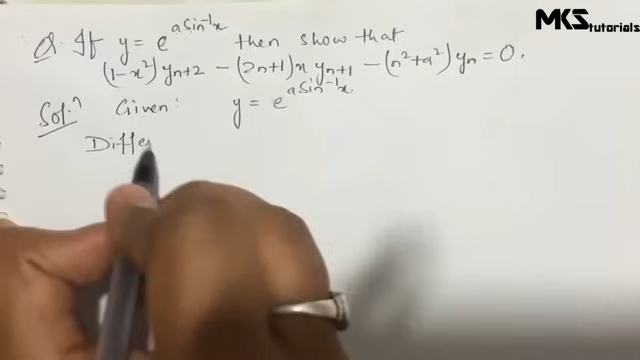 MKS tutorials
Q. If y = e^{a sin⁻¹x} then show that
(1-x²) yn+2 - (2n+1) x yn+1 - (n²+a²) yn = 0.
Solⁿ Given: y = e^{a sin⁻¹x}
Diffe